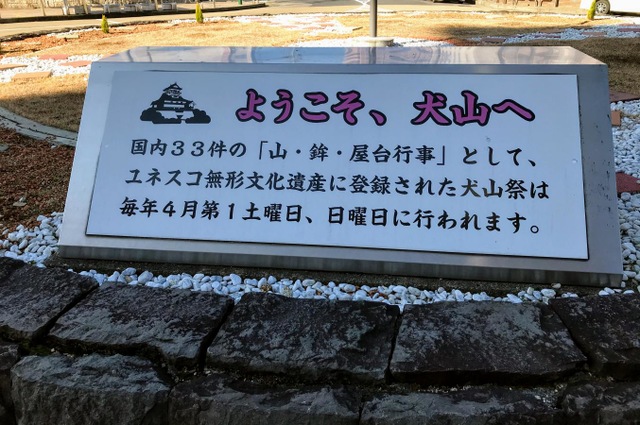 ようこそ、犬山へ
国内33件の「山・鉾・屋台行事」として、
ユネスコ無形文化遺産に登録された犬山祭は
毎年4月第1土曜日、日曜日に行われます。